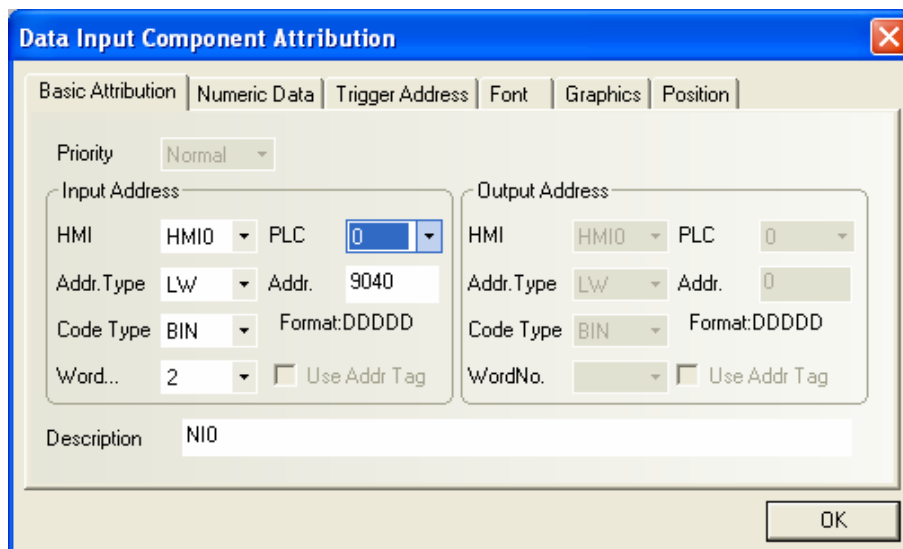 Data Input Component Attribution
Basic Attribution Numeric Data Trigger Address Font Graphics Position
Priority Normal
Input Address Output Address
HMI HMI0 PLC 0 HMI HMI0 PLC 0
Addr.Type LW Addr. 9040 Addr.Type LW Addr. 0
Code Type BIN Format:DDDDD Code Type BIN Format:DDDDD
Word... 2 Use Addr Tag WordNo. Use Addr Tag
Description NI0
OK